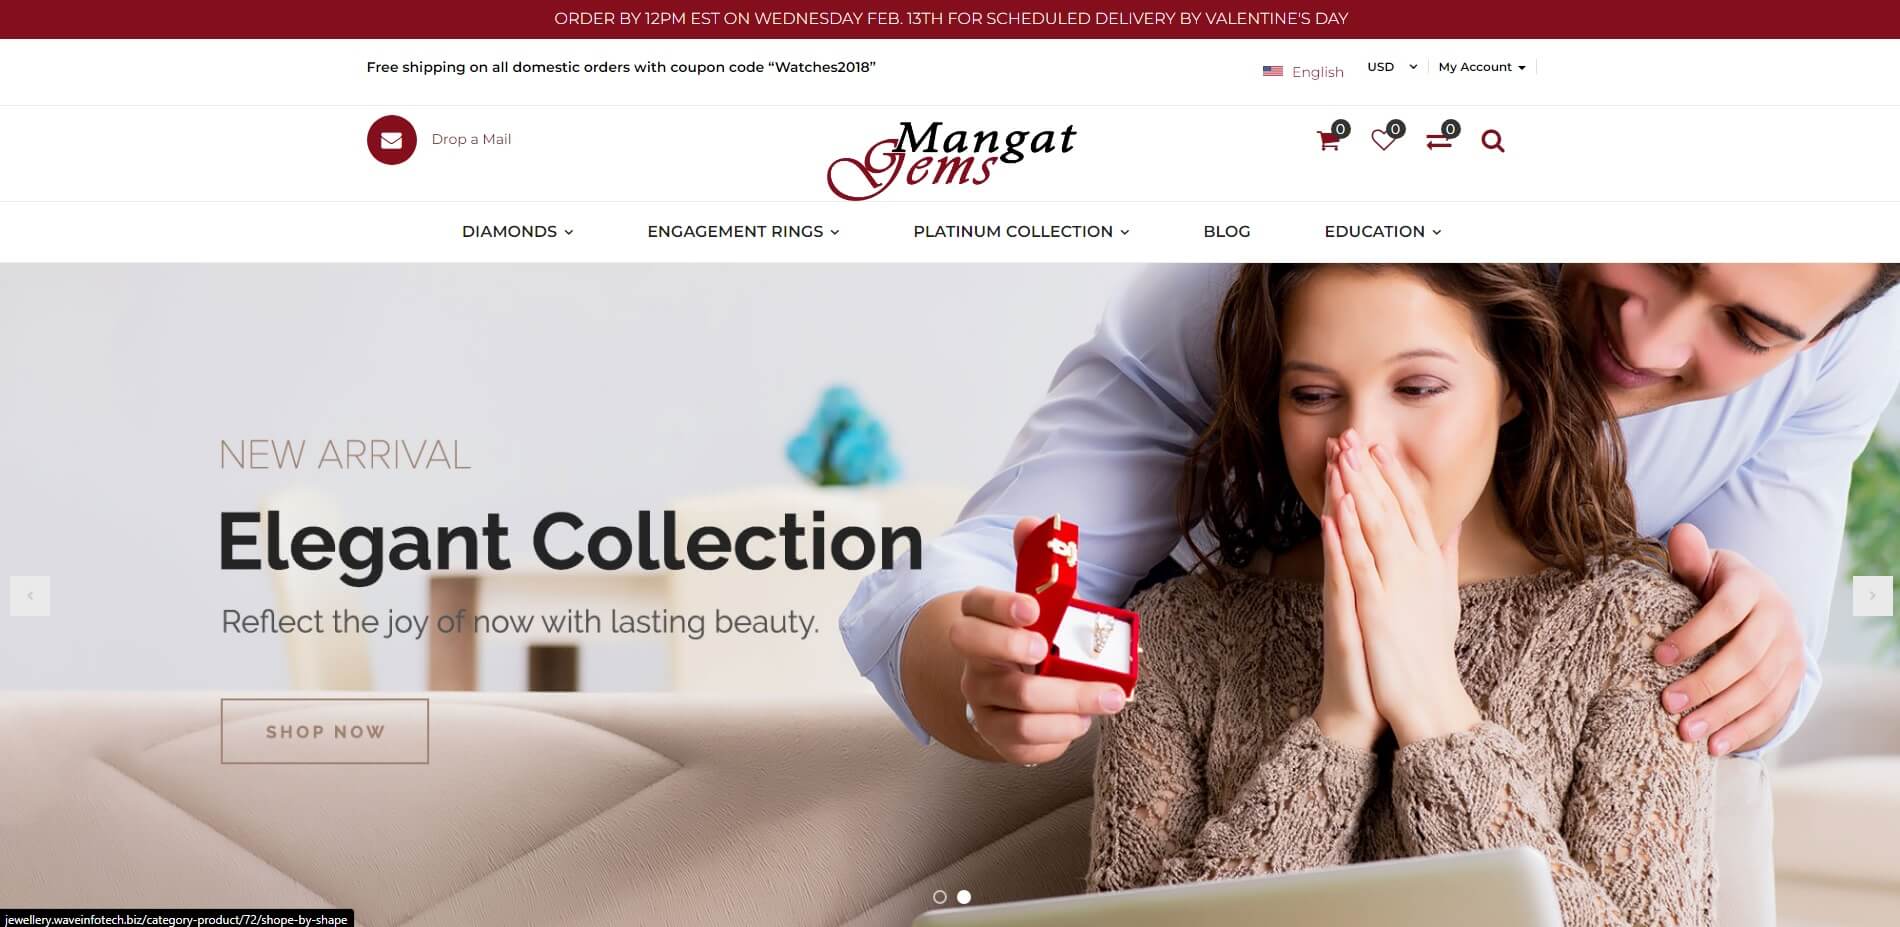 ORDER BY 12PM EST ON WEDNESDAY FEB. 13TH FOR SCHEDULED DELIVERY BY VALENTINE'S DAY
Free shipping on all domestic orders with coupon code “Watches2018”
English
USD
My Account
Drop a Mail
Mangat
Gems
0
0
0
DIAMONDS
ENGAGEMENT RINGS
PLATINUM COLLECTION
BLOG
EDUCATION
NEW ARRIVAL
Elegant Collection
Reflect the joy of now with lasting beauty.
SHOP NOW
jewellery.waveinfotech.biz/category-product/72/shope-by-shape